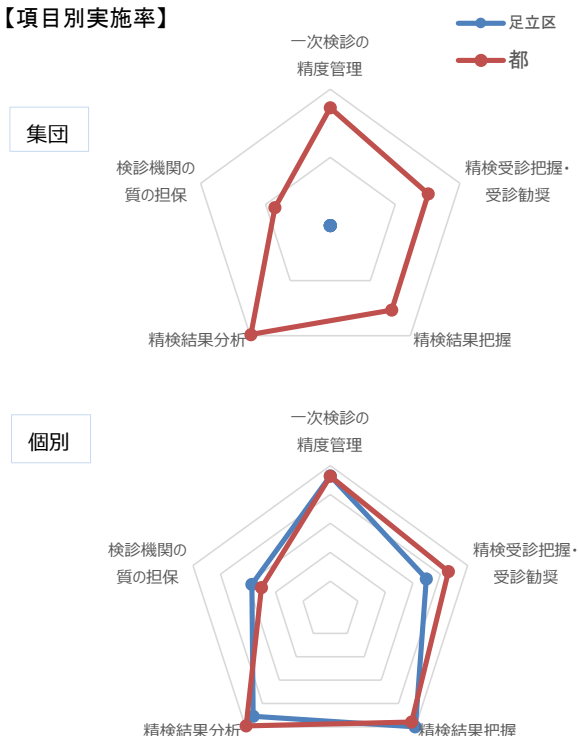 【項目別実施率】
足立区
都
集団
一次検診の
精度管理
精検受診把握・
受診勧奨
精検結果把握
精検結果分析
検診機関の
質の担保
個別
一次検診の
精度管理
精検受診把握・
受診勧奨
精検結果把握
精検結果分析
検診機関の
質の担保